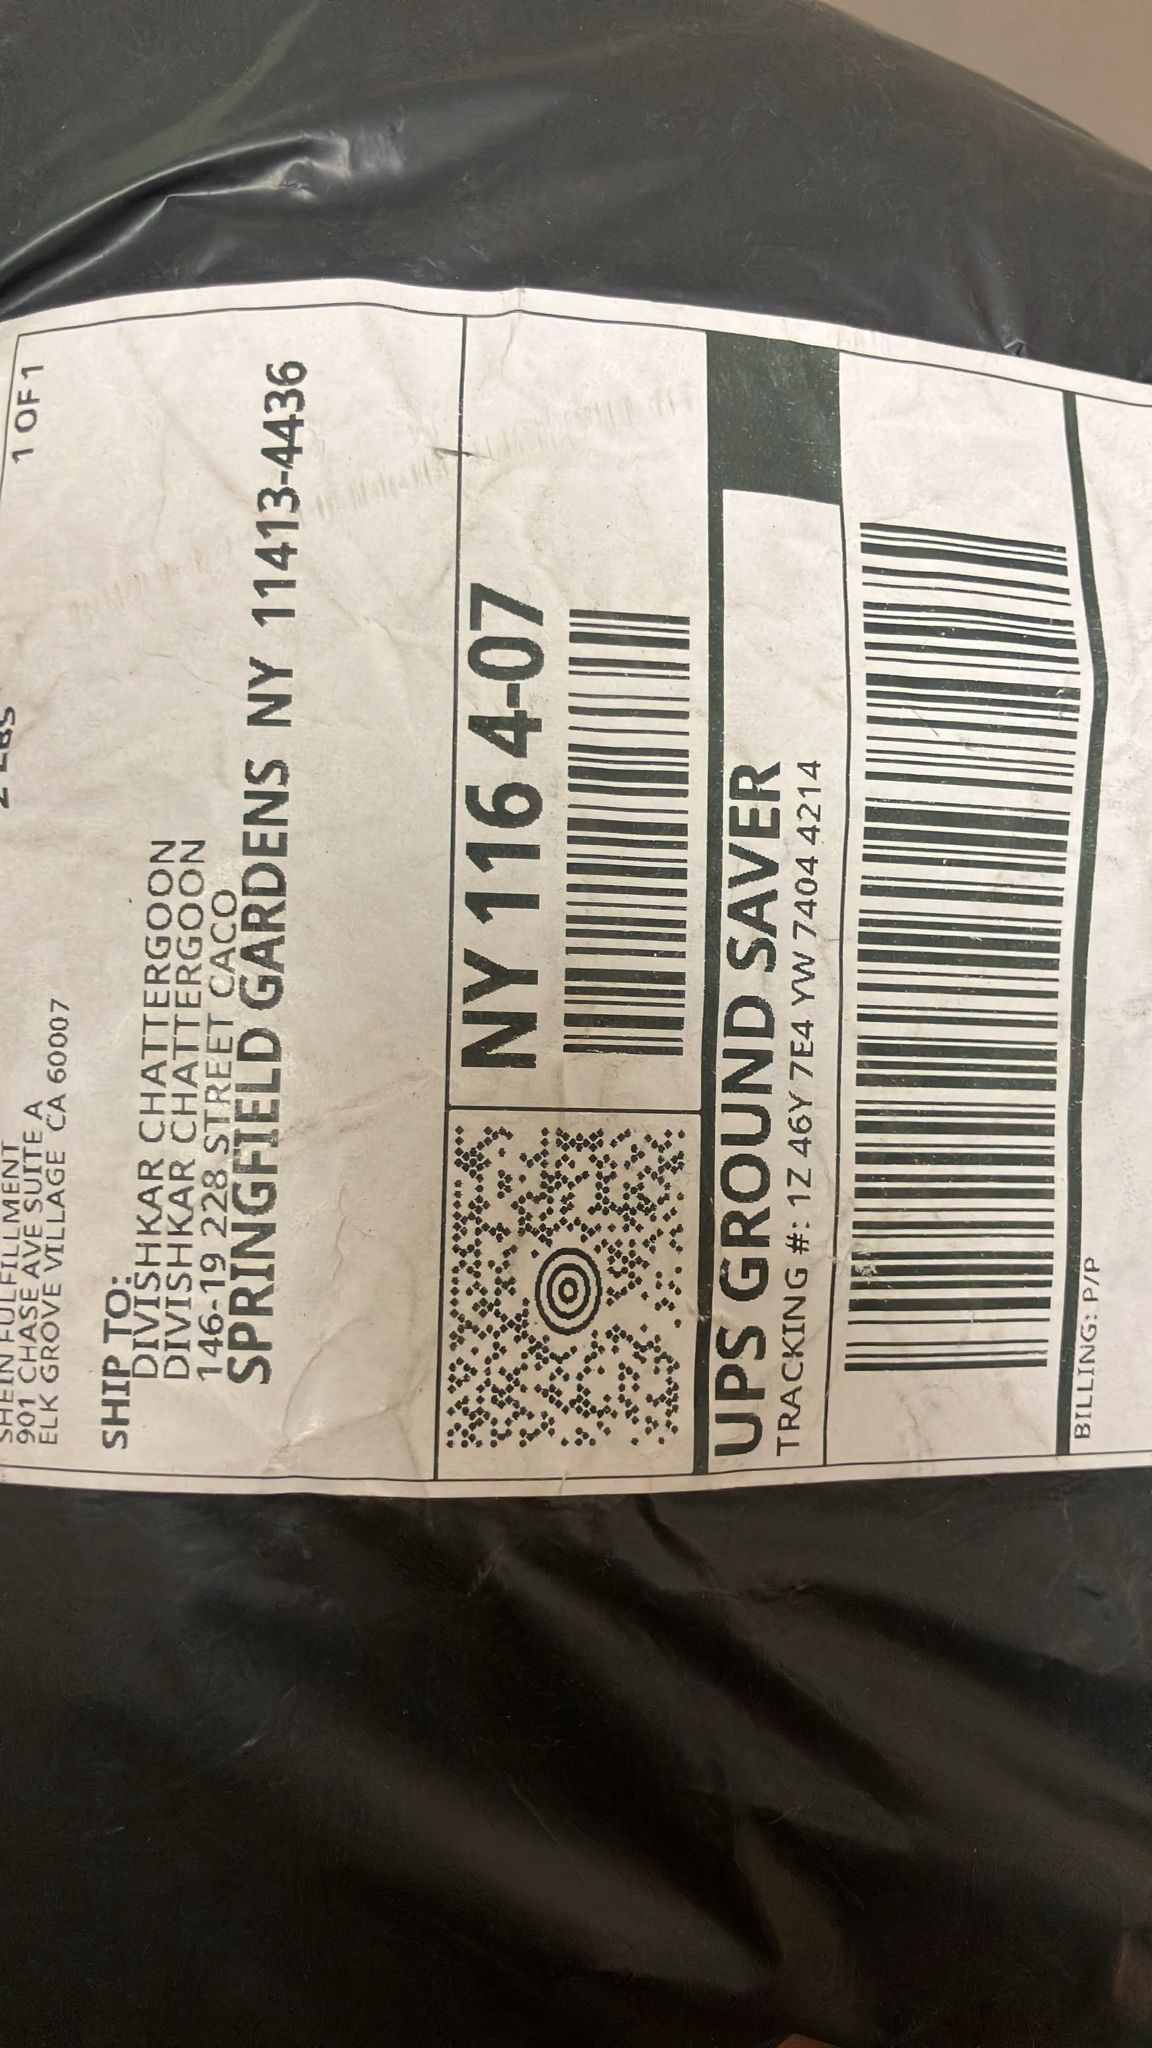 2 LBS
1 OF 1
SHEIN FULFILLMENT
901 CHASE AVE SUITE A
ELK GROVE VILLAGE CA 60007
SHIP TO:
DIVISHKAR CHATTERGOON
DIVISHKAR CHATTERGOON
146-19 228 STREET CACO
SPRINGFIELD GARDENS NY 11413-4436
NY 116 4-07
UPS GROUND SAVER
TRACKING #: 1Z 46Y 7E4 YW 7404 4214
BILLING: P/P